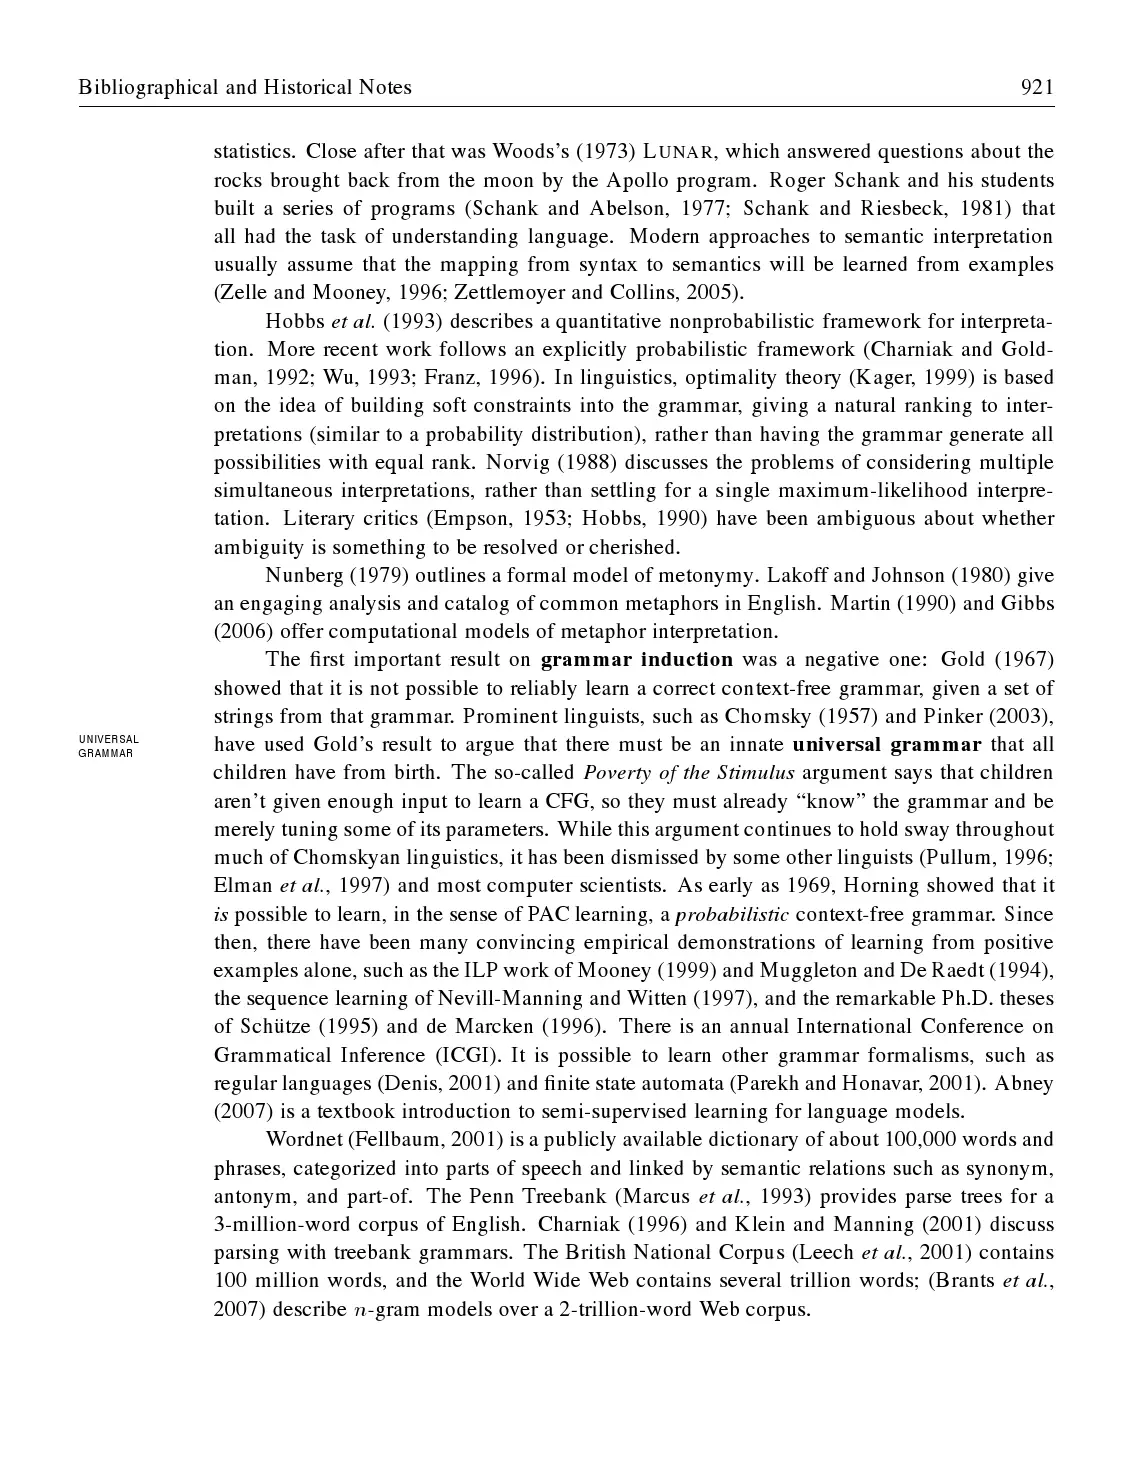 Bibliographical and Historical Notes 921
statistics. Close after that was Woods's (1973) LUNAR, which answered questions about the
rocks brought back from the moon by the Apollo program. Roger Schank and his students
built a series of programs (Schank and Abelson, 1977; Schank and Riesbeck, 1981) that
all had the task of understanding language. Modern approaches to semantic interpretation
usually assume that the mapping from syntax to semantics will be learned from examples
(Zelle and Mooney, 1996; Zettlemoyer and Collins, 2005).
Hobbs et al. (1993) describes a quantitative nonprobabilistic framework for interpreta-
tion. More recent work follows an explicitly probabilistic framework (Charniak and Gold-
man, 1992; Wu, 1993; Franz, 1996). In linguistics, optimality theory (Kager, 1999) is based
on the idea of building soft constraints into the grammar, giving a natural ranking to inter-
pretations (similar to a probability distribution), rather than having the grammar generate all
possibilities with equal rank. Norvig (1988) discusses the problems of considering multiple
simultaneous interpretations, rather than settling for a single maximum-likelihood interpre-
tation. Literary critics (Empson, 1953; Hobbs, 1990) have been ambiguous about whether
ambiguity is something to be resolved or cherished.
Nunberg (1979) outlines a formal model of metonymy. Lakoff and Johnson (1980) give
an engaging analysis and catalog of common metaphors in English. Martin (1990) and Gibbs
(2006) offer computational models of metaphor interpretation.
The first important result on grammar induction was a negative one: Gold (1967)
showed that it is not possible to reliably learn a correct context-free grammar, given a set of
strings from that grammar. Prominent linguists, such as Chomsky (1957) and Pinker (2003),
UNIVERSAL
GRAMMAR
have used Gold's result to argue that there must be an innate universal grammar that all
children have from birth. The so-called Poverty of the Stimulus argument says that children
aren't given enough input to learn a CFG, so they must already “know” the grammar and be
merely tuning some of its parameters. While this argument continues to hold sway throughout
much of Chomskyan linguistics, it has been dismissed by some other linguists (Pullum, 1996;
Elman et al., 1997) and most computer scientists. As early as 1969, Horning showed that it
is possible to learn, in the sense of PAC learning, a probabilistic context-free grammar. Since
then, there have been many convincing empirical demonstrations of learning from positive
examples alone, such as the ILP work of Mooney (1999) and Muggleton and De Raedt (1994),
the sequence learning of Nevill-Manning and Witten (1997), and the remarkable Ph.D. theses
of Schütze (1995) and de Marcken (1996). There is an annual International Conference on
Grammatical Inference (ICGI). It is possible to learn other grammar formalisms, such as
regular languages (Denis, 2001) and finite state automata (Parekh and Honavar, 2001). Abney
(2007) is a textbook introduction to semi-supervised learning for language models.
Wordnet (Fellbaum, 2001) is a publicly available dictionary of about 100,000 words and
phrases, categorized into parts of speech and linked by semantic relations such as synonym,
antonym, and part-of. The Penn Treebank (Marcus et al., 1993) provides parse trees for a
3-million-word corpus of English. Charniak (1996) and Klein and Manning (2001) discuss
parsing with treebank grammars. The British National Corpus (Leech et al., 2001) contains
100 million words, and the World Wide Web contains several trillion words; (Brants et al.,
2007) describe n-gram models over a 2-trillion-word Web corpus.